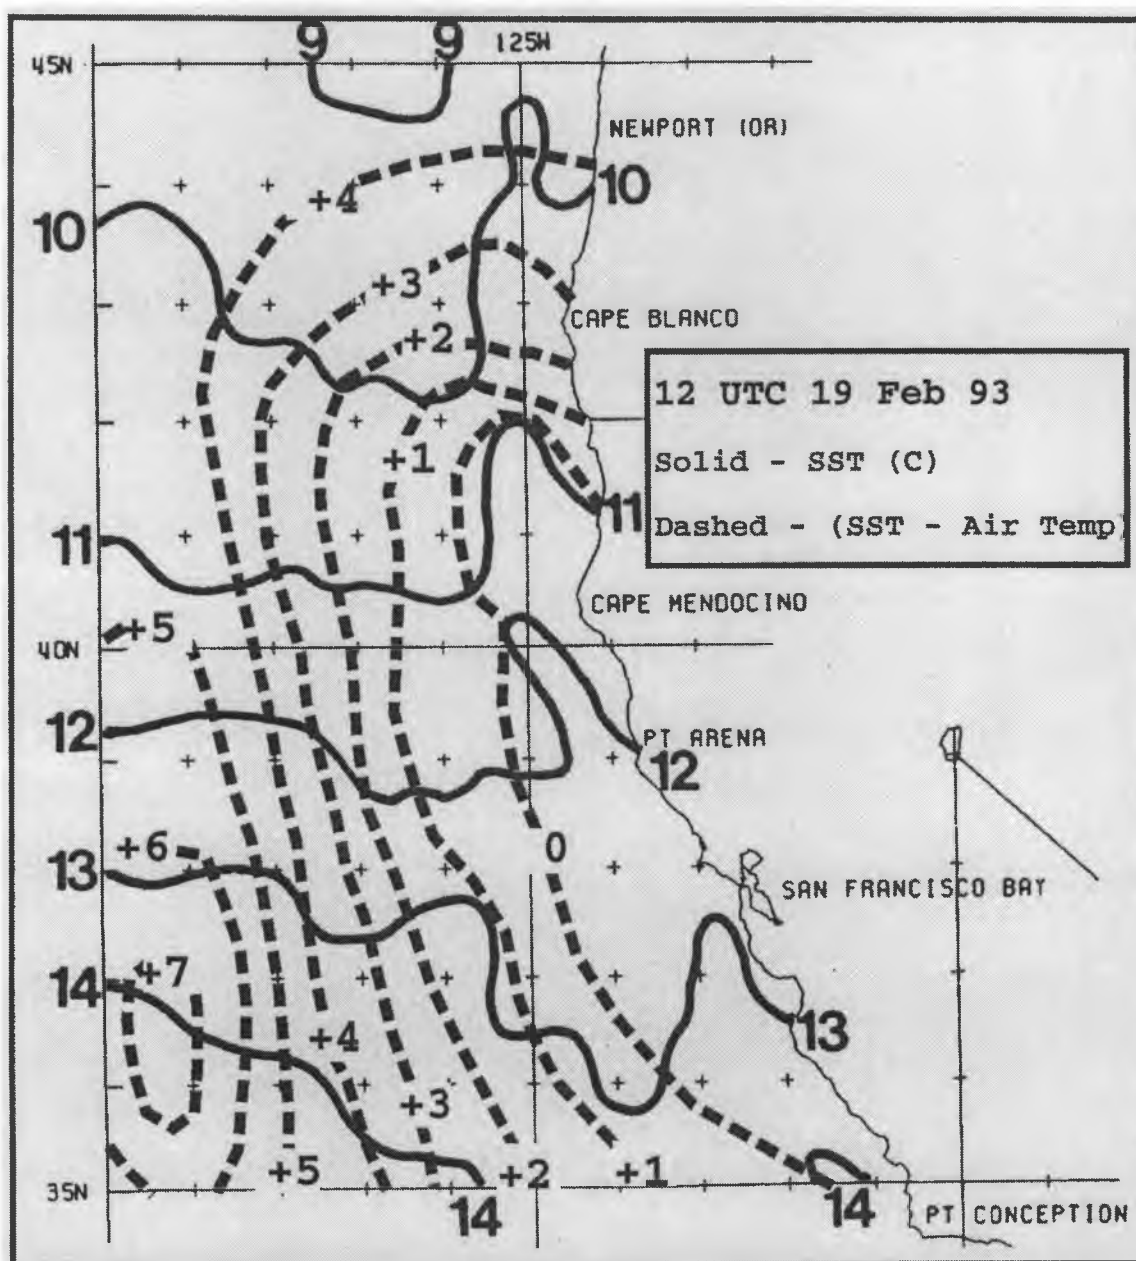 9 9 125W
45N
NEWPORT (OR)
10
+4
10
+3
CAPE BLANCO
+2
12 UTC 19 Feb 93
Solid - SST (C)
Dashed - (SST - Air Temp)
+1
11
11
CAPE MENDOCINO
+5
40N
12
PT ARENA
12
+6
0
13
SAN FRANCISCO BAY
+7
14
13
+4
+3
+5
+2
+1
35N
14
14
PT CONCEPTION